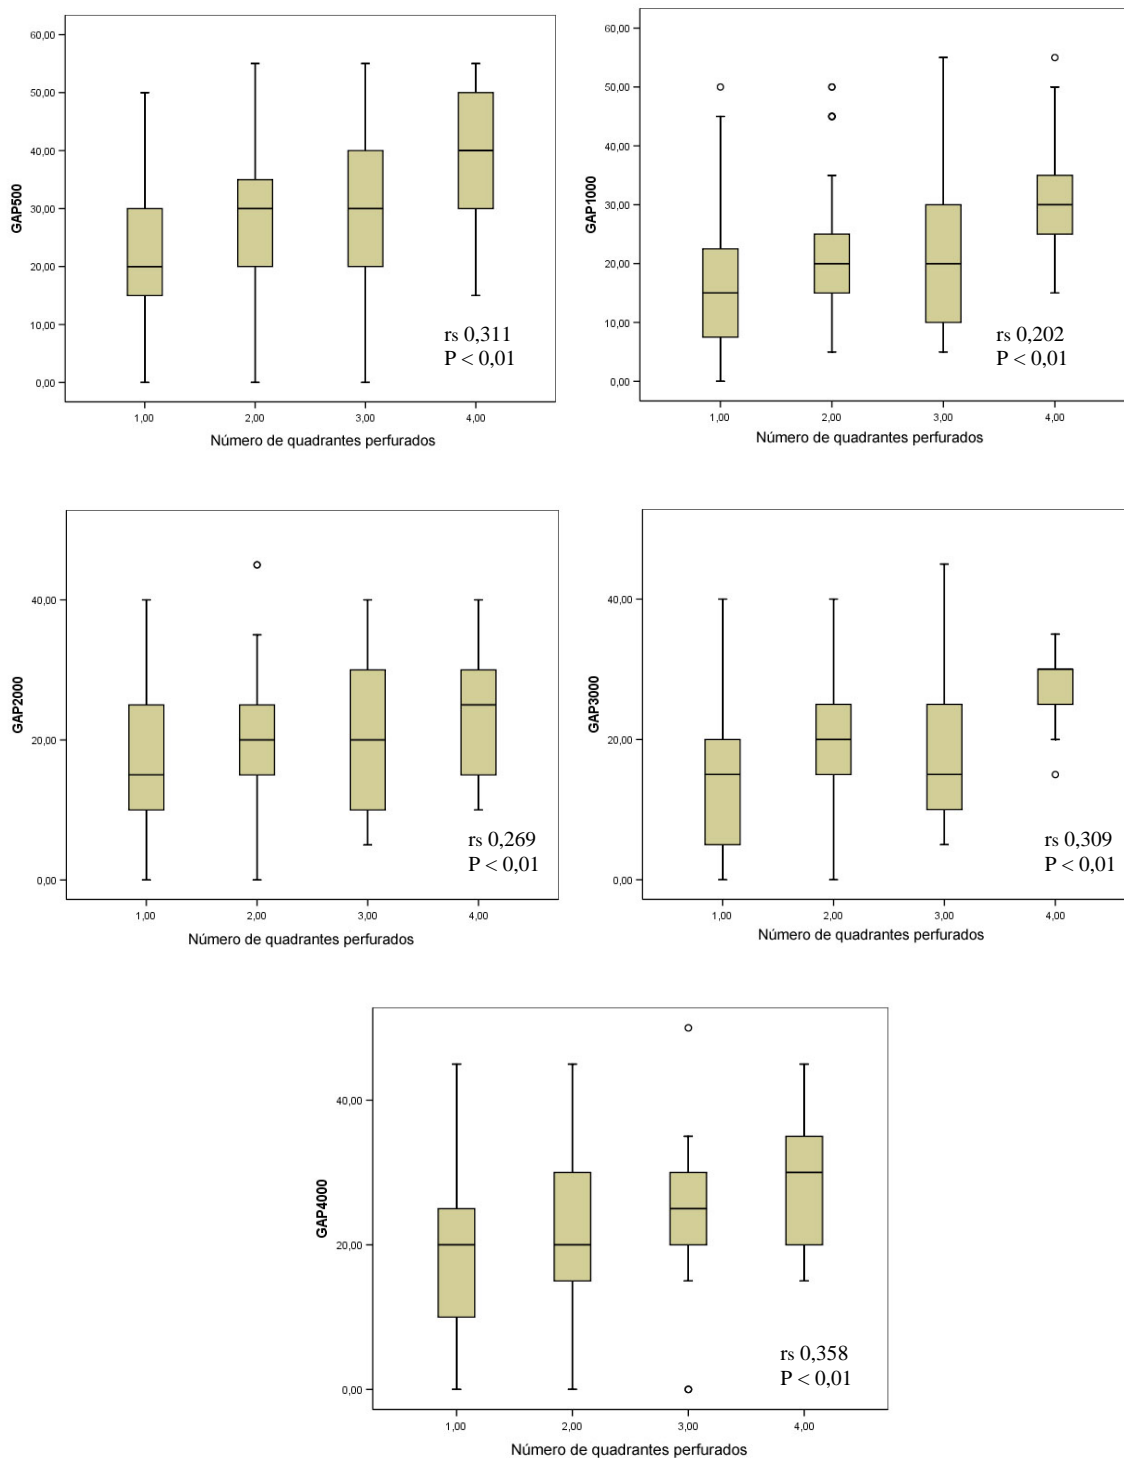 60,00
50,00
40,00
30,00
20,00
10,00
0,00
GAP500
1,00 2,00 3,00 4,00
Número de quadrantes perfurados
rs 0,311
P < 0,01
60,00
50,00
40,00
30,00
20,00
10,00
0,00
GAP1000
1,00 2,00 3,00 4,00
Número de quadrantes perfurados
rs 0,202
P < 0,01
40,00
20,00
0,00
GAP2000
1,00 2,00 3,00 4,00
Número de quadrantes perfurados
rs 0,269
P < 0,01
40,00
20,00
0,00
GAP3000
1,00 2,00 3,00 4,00
Número de quadrantes perfurados
rs 0,309
P < 0,01
40,00
20,00
0,00
GAP4000
1,00 2,00 3,00 4,00
Número de quadrantes perfurados
rs 0,358
P < 0,01